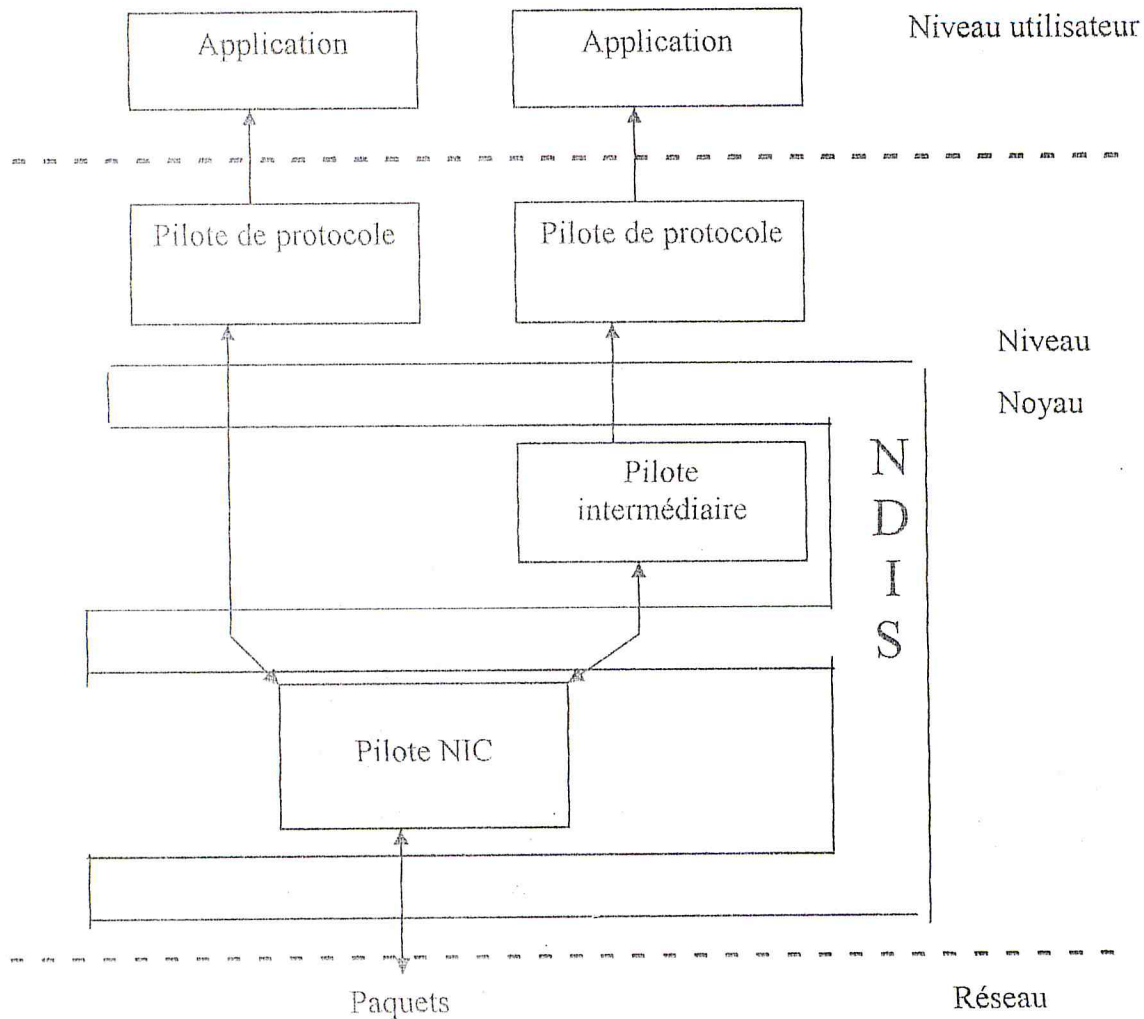 Application
Application
Niveau utilisateur
Pilote de protocole
Pilote de protocole
Niveau
Noyau
Pilote
intermédiaire
N
D
I
S
Pilote NIC
Paquets
Réseau